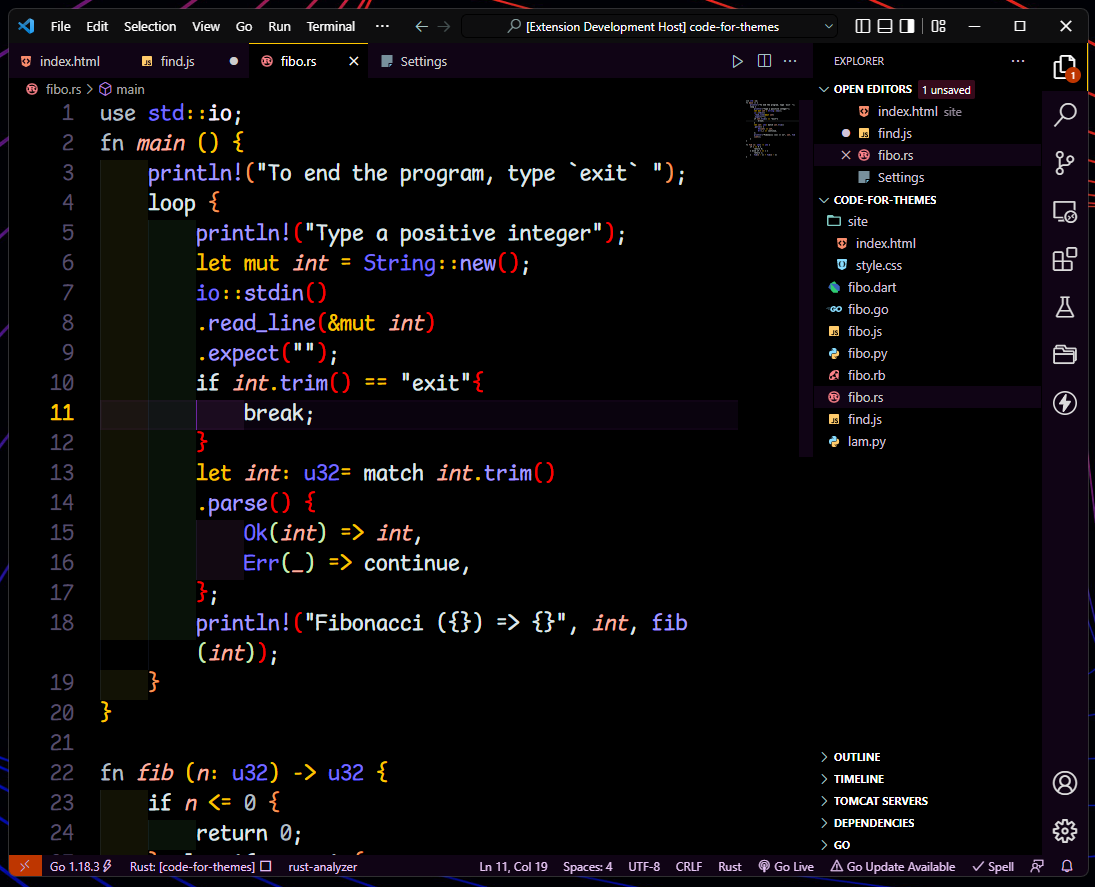 File Edit Selection View Go Run Terminal ··· [Extension Development Host] code-for-themes
index.html find.js fibo.rs Settings
fibo.rs > main
1 use std::io;
2 fn main () {
3 println!("To end the program, type `exit` ");
4 loop {
5 println!("Type a positive integer");
6 let mut int = String::new();
7 io::stdin()
8 .read_line(&mut int)
9 .expect("");
10 if int.trim() == "exit"{
11 break;
12 }
13 let int: u32= match int.trim()
14 .parse() {
15 Ok(int) => int,
16 Err(_) => continue,
17 };
18 println!("Fibonacci ({}) => {}", int, fib
(int));
19 }
20 }
21
22 fn fib (n: u32) -> u32 {
23 if n <= 0 {
24 return 0;
EXPLORER
OPEN EDITORS 1 unsaved
index.html site
find.js
fibo.rs
Settings
CODE-FOR-THEMES
site
index.html
style.css
fibo.dart
fibo.go
fibo.js
fibo.py
fibo.rb
fibo.rs
find.js
lam.py
OUTLINE
TIMELINE
TOMCAT SERVERS
DEPENDENCIES
GO
1
Go 1.18.3 Rust: [code-for-themes] rust-analyzer Ln 11, Col 19 Spaces: 4 UTF-8 CRLF Rust Go Live Go Update Available Spell